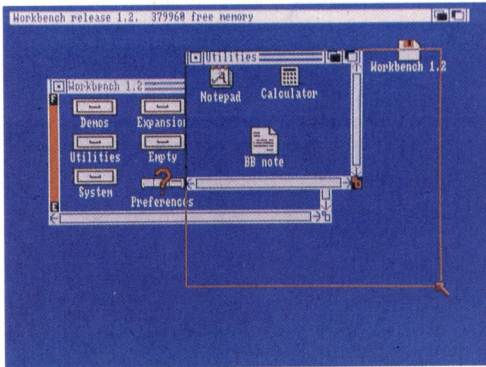 Workbench release 1.2.  379960 free memory
Utilities
Workbench 1.2
Workbench 1.2
Notepad
Calculator
Demos
Expansion
Utilities
Empty
BB note
System
Preferences
E
F